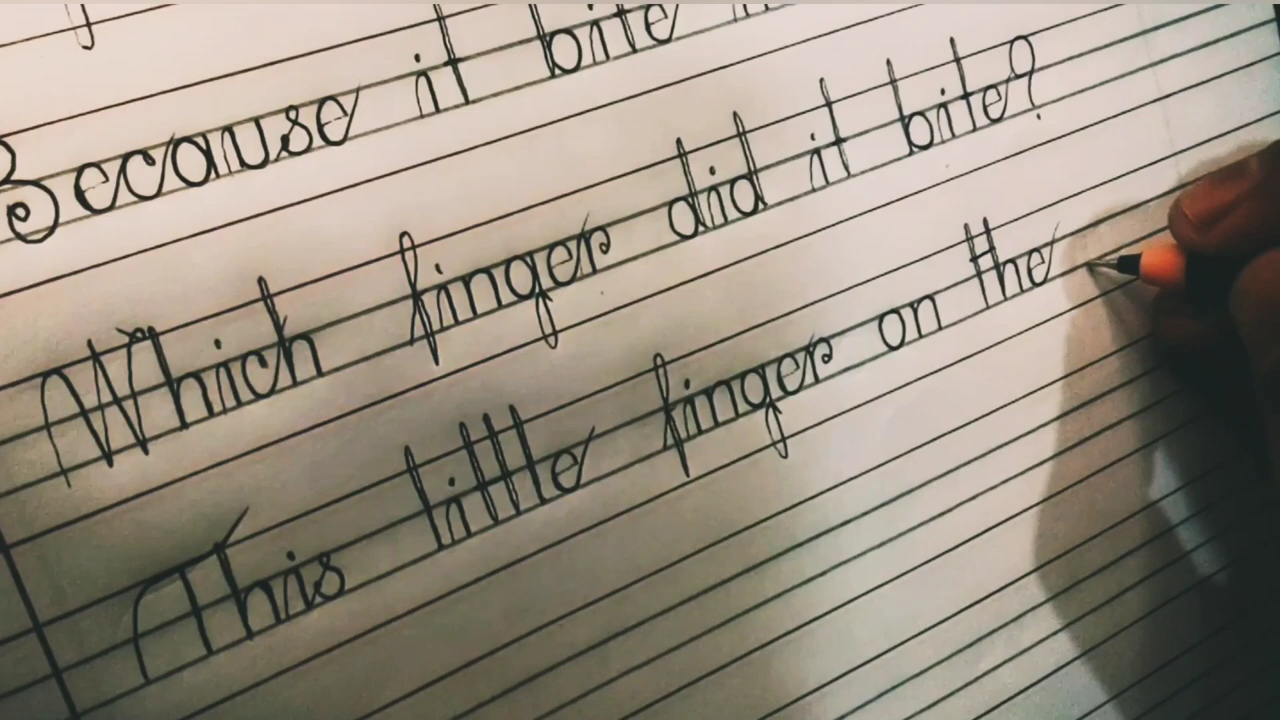 Because it bite
Which finger did it bite?
This little finger on the